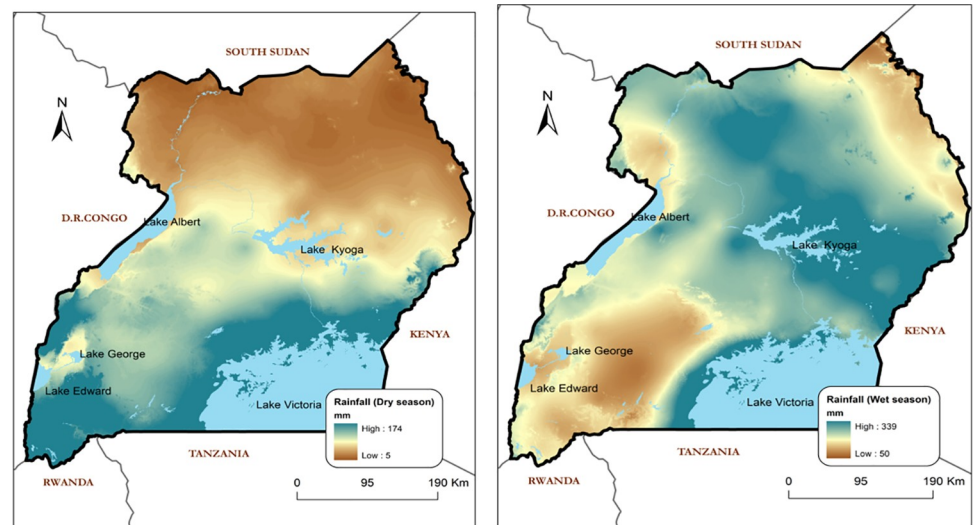 SOUTH SUDAN
N
D.R.CONGO
Lake Albert
Lake Kyoga
KENYA
Lake George
Lake Edward
Lake Victoria
Rainfall (Dry season)
mm
High : 174
Low : 5
TANZANIA
RWANDA
0 95 190 Km
SOUTH SUDAN
N
D.R.CONGO
Lake Albert
Lake Kyoga
KENYA
Lake George
Lake Edward
Lake Victoria
Rainfall (Wet season)
mm
High : 339
Low : 50
TANZANIA
RWANDA
0 95 190 Km